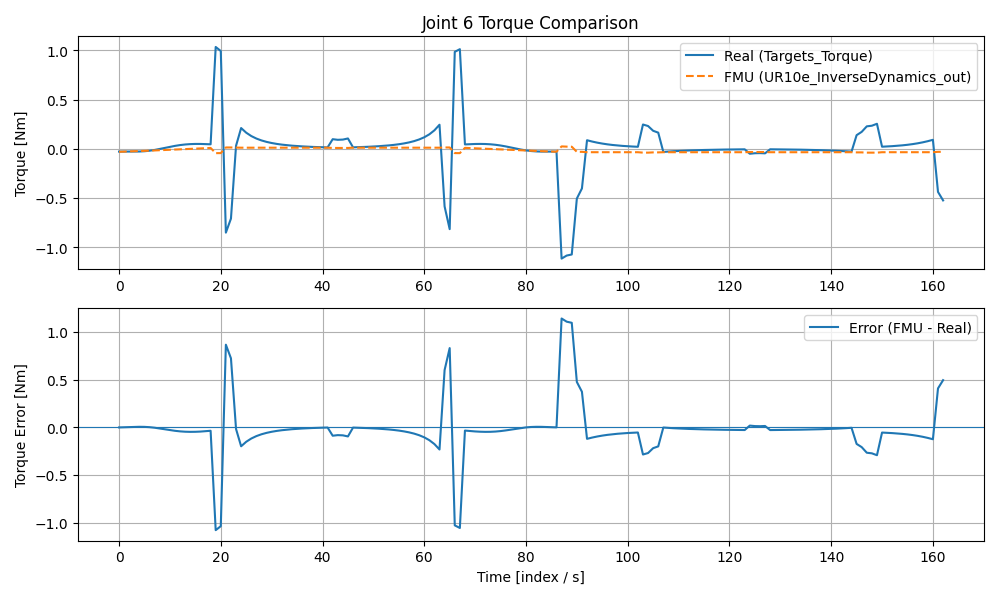 Joint 6 Torque Comparison
Real (Targets_Torque)
FMU (UR10e_InverseDynamics_out)
Torque [Nm]
1.0
0.5
0.0
−0.5
−1.0
0 20 40 60 80 100 120 140 160
Error (FMU - Real)
Torque Error [Nm]
1.0
0.5
0.0
−0.5
−1.0
0 20 40 60 80 100 120 140 160
Time [index / s]